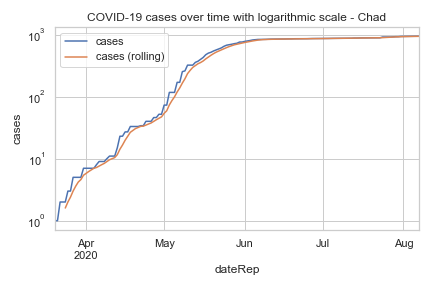 COVID-19 cases over time with logarithmic scale - Chad
cases
cases (rolling)
10³
10²
10¹
10⁰
cases
Apr
2020
May
Jun
Jul
Aug
dateRep